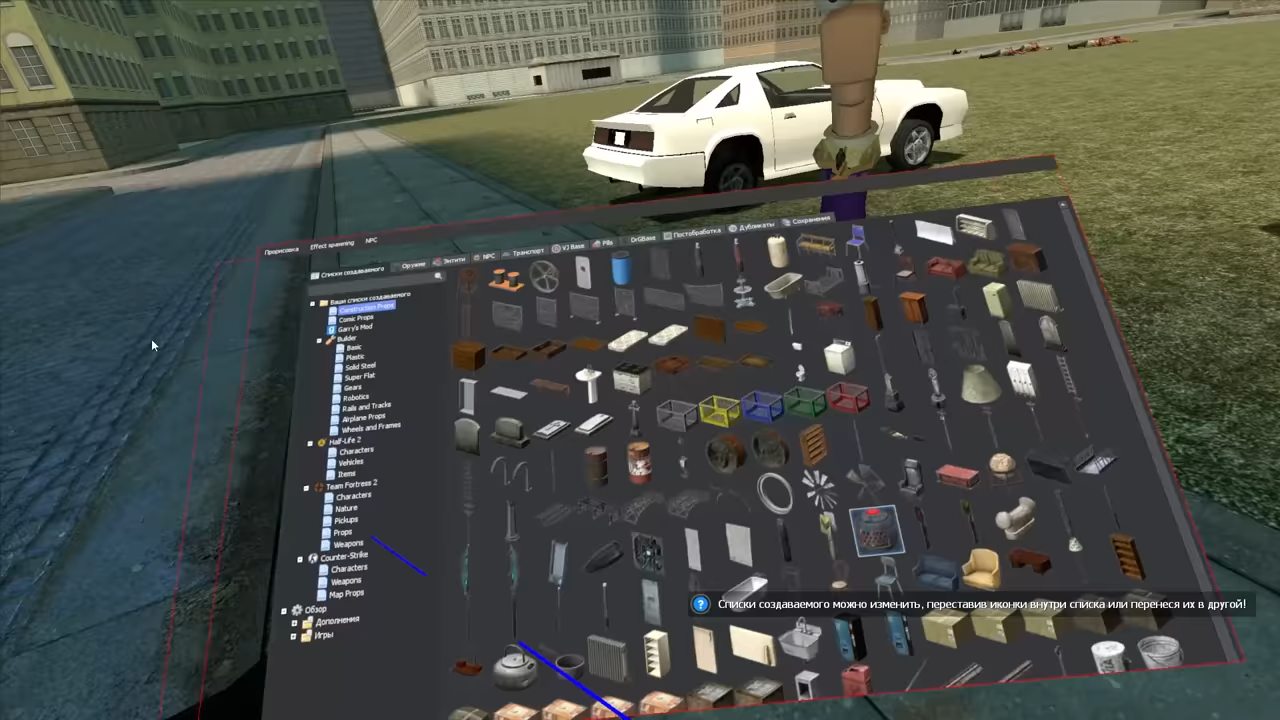 Прорисовка Effect spawning NPC
Списки создаваемого Оружие Энтити NPC Транспорт VJ Base Pills DrGBase Постобработка Дубликаты Сохранения
Ваши списки создаваемого
Construction Props
Comic Props
Garry's Mod
Builder
Basic
Plastic
Solid Steel
Super Flat
Gears
Robotics
Rails and Tracks
Airplane Props
Wheels and Frames
Half-Life 2
Characters
Vehicles
Items
Team Fortress 2
Characters
Nature
Pickups
Props
Weapons
Counter-Strike
Characters
Weapons
Map Props
Обзор
Дополнения
Игры
Списки создаваемого можно изменить, переставив иконки внутри списка или перенеся их в другой!